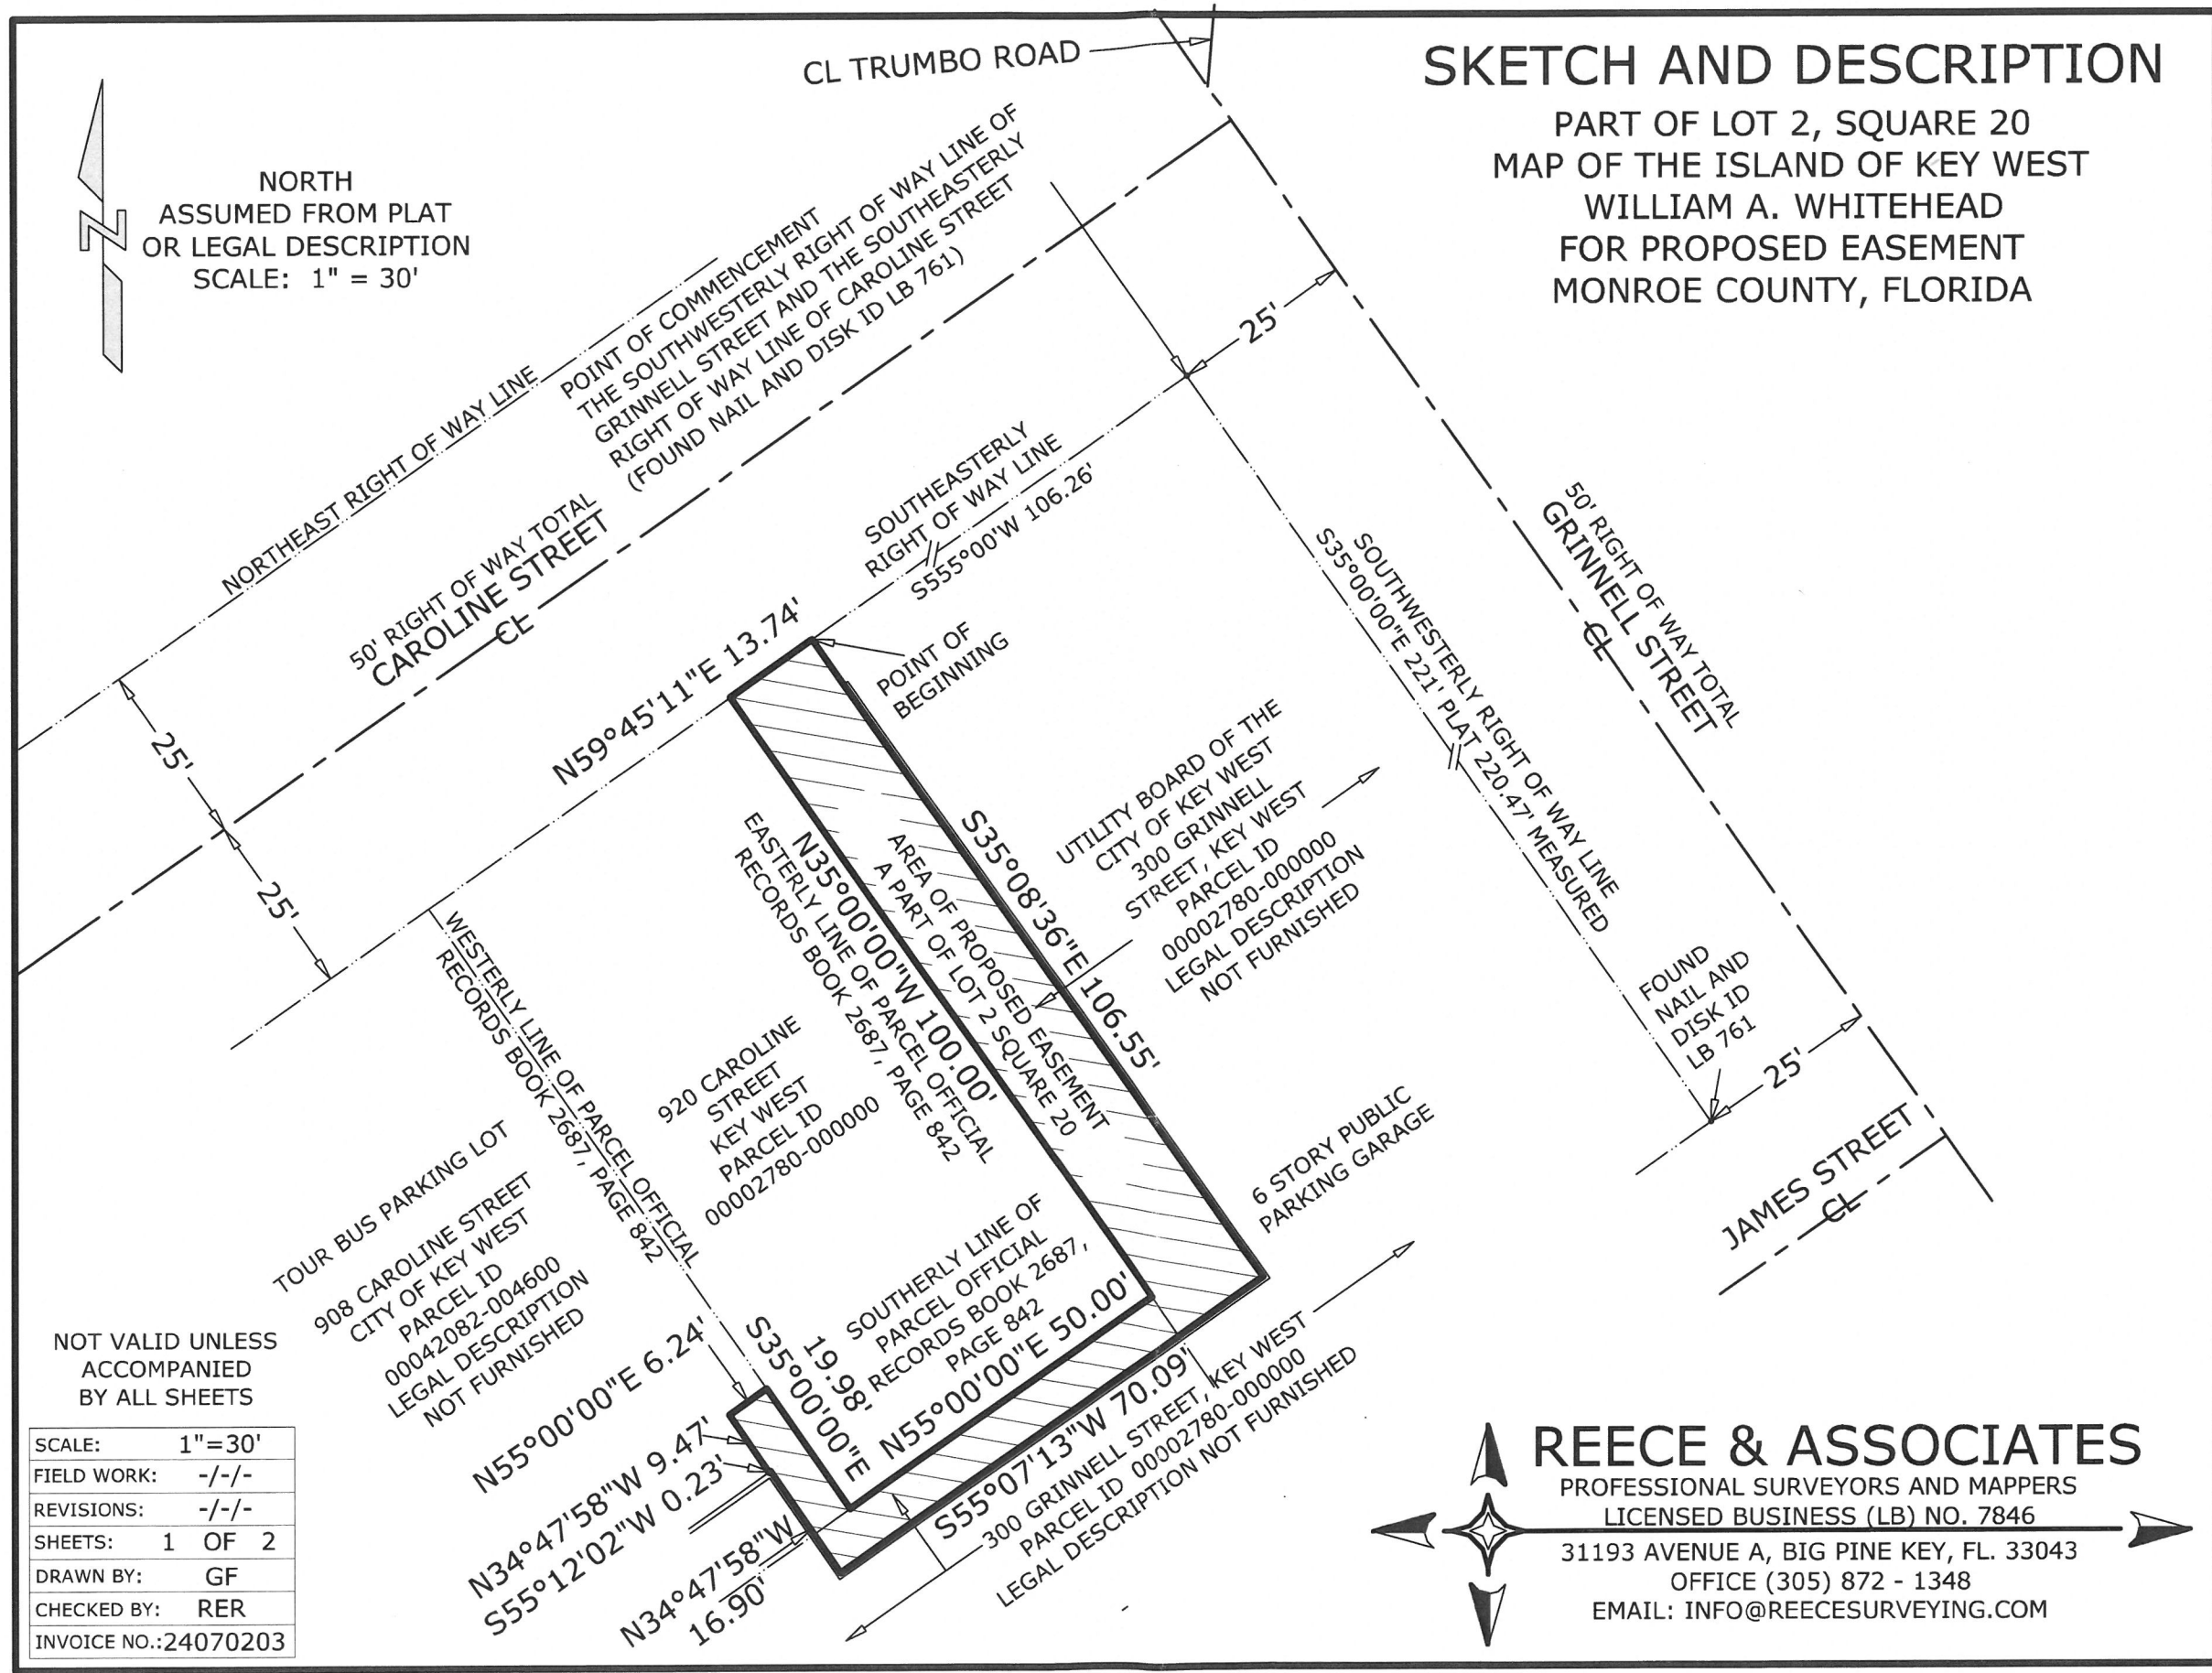 CL TRUMBO ROAD
SKETCH AND DESCRIPTION
PART OF LOT 2, SQUARE 20
MAP OF THE ISLAND OF KEY WEST
WILLIAM A. WHITEHEAD
FOR PROPOSED EASEMENT
MONROE COUNTY, FLORIDA
N
NORTH
ASSUMED FROM PLAT
OR LEGAL DESCRIPTION
SCALE: 1" = 30'
POINT OF COMMENCEMENT
THE SOUTHWESTERLY RIGHT OF WAY LINE OF
GRINNELL STREET AND THE SOUTHEASTERLY
RIGHT OF WAY LINE OF CAROLINE STREET
(FOUND NAIL AND DISK ID LB 761)
NORTHEAST RIGHT OF WAY LINE
50' RIGHT OF WAY TOTAL
CAROLINE STREET
CL
25'
25'
25'
SOUTHEASTERLY
RIGHT OF WAY LINE
S555°00'W 106.26'
50' RIGHT OF WAY TOTAL
GRINNELL STREET
CL
SOUTHWESTERLY RIGHT OF WAY LINE
S35°00'00"E 221' PLAT 220.47' MEASURED
N59°45'11"E 13.74'
POINT OF
BEGINNING
UTILITY BOARD OF THE
CITY OF KEY WEST
300 GRINNELL
STREET, KEY WEST
PARCEL ID
00002780-000000
LEGAL DESCRIPTION
NOT FURNISHED
S35°08'36"E 106.55'
AREA OF PROPOSED EASEMENT
A PART OF LOT 2 SQUARE 20
N35°00'00"W 100.00'
EASTERLY LINE OF PARCEL OFFICIAL
RECORDS BOOK 2687, PAGE 842
WESTERLY LINE OF PARCEL OFFICIAL
RECORDS BOOK 2687, PAGE 842
920 CAROLINE
STREET
KEY WEST
PARCEL ID
00002780-000000
FOUND
NAIL AND
DISK ID
LB 761
25'
JAMES STREET
CL
6 STORY PUBLIC
PARKING GARAGE
TOUR BUS PARKING LOT
908 CAROLINE STREET
CITY OF KEY WEST
PARCEL ID
00042082-004600
LEGAL DESCRIPTION
NOT FURNISHED
SOUTHERLY LINE OF
PARCEL OFFICIAL
RECORDS BOOK 2687,
PAGE 842
N55°00'00"E 50.00'
S35°00'00"E
19.98'
N55°00'00"E 6.24'
N34°47'58"W 9.47'
S55°12'02"W 0.23'
N34°47'58"W
16.90'
S55°07'13"W 70.09'
300 GRINNELL STREET, KEY WEST
PARCEL ID 00002780-000000
LEGAL DESCRIPTION NOT FURNISHED
NOT VALID UNLESS
ACCOMPANIED
BY ALL SHEETS
SCALE: 1"=30'
FIELD WORK: -/-/-
REVISIONS: -/-/-
SHEETS: 1 OF 2
DRAWN BY: GF
CHECKED BY: RER
INVOICE NO.:24070203
REECE & ASSOCIATES
PROFESSIONAL SURVEYORS AND MAPPERS
LICENSED BUSINESS (LB) NO. 7846
31193 AVENUE A, BIG PINE KEY, FL. 33043
OFFICE (305) 872 - 1348
EMAIL: INFO@REECESURVEYING.COM